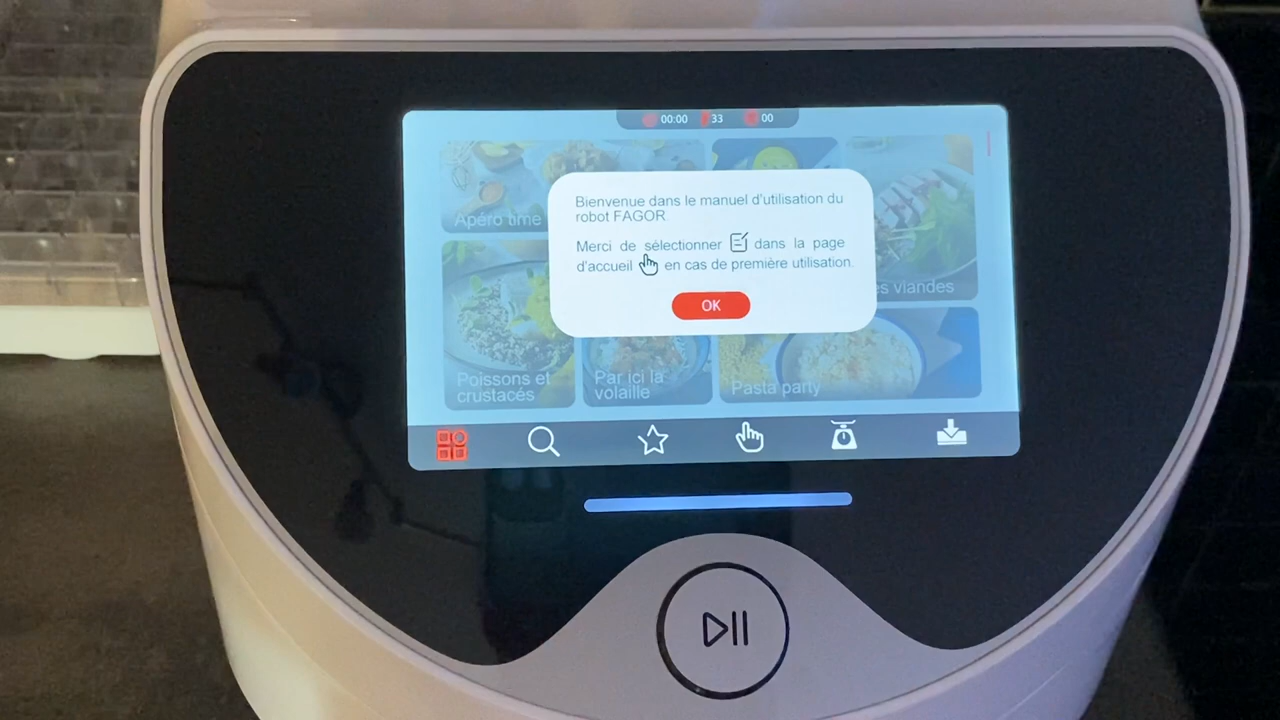 00:00 33 00
Apéro time
Bienvenue dans le manuel d'utilisation du
robot FAGOR.
Merci de sélectionner dans la page
d'accueil en cas de première utilisation.
OK
es viandes
Poissons et
crustacés
Par ici la
volaille
Pasta party